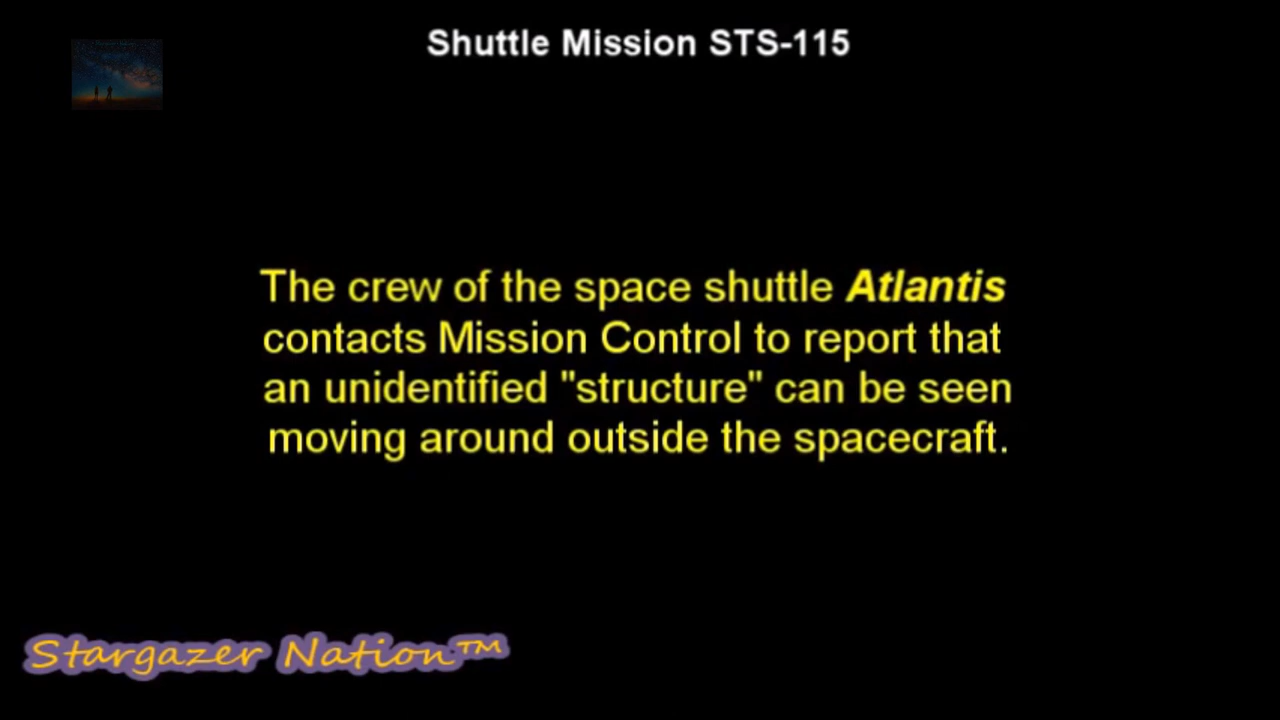 Shuttle Mission STS-115
The crew of the space shuttle Atlantis
contacts Mission Control to report that
an unidentified "structure" can be seen
moving around outside the spacecraft.
Stargazer Nation™